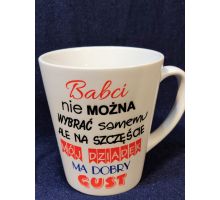 Babci
nie MOŻNA
WYBRAĆ samemu
ALE NA SZCZĘŚCIE
MÓJ DZIADEK
MA DOBRY
GUST